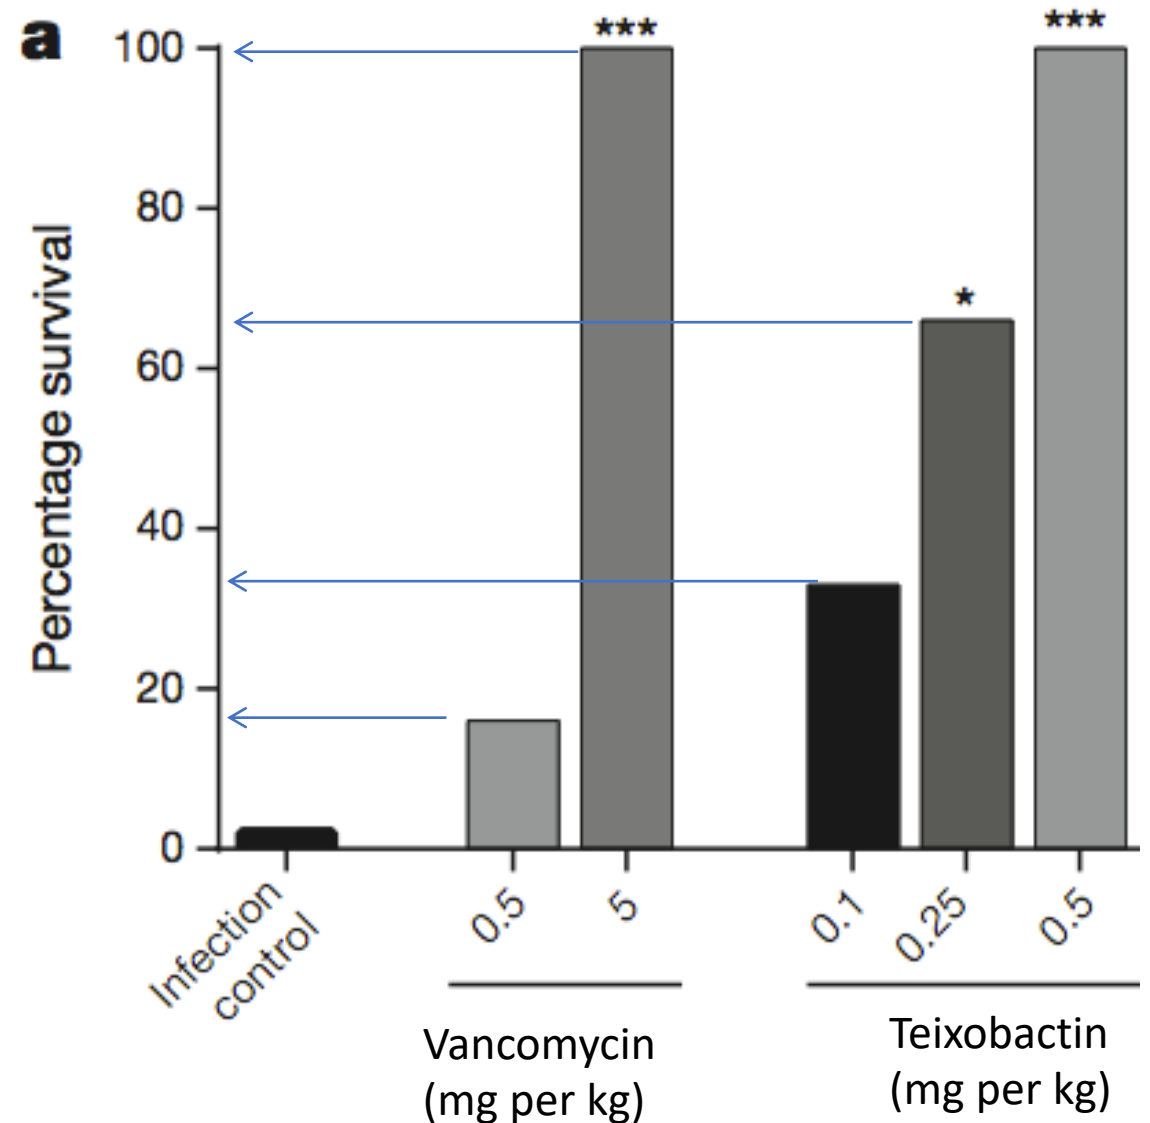 a
Percentage survival
100
80
60
40
20
0
***
*
***
Infection
control
0.5
5
0.1
0.25
0.5
Vancomycin
(mg per kg)
Teixobactin
(mg per kg)